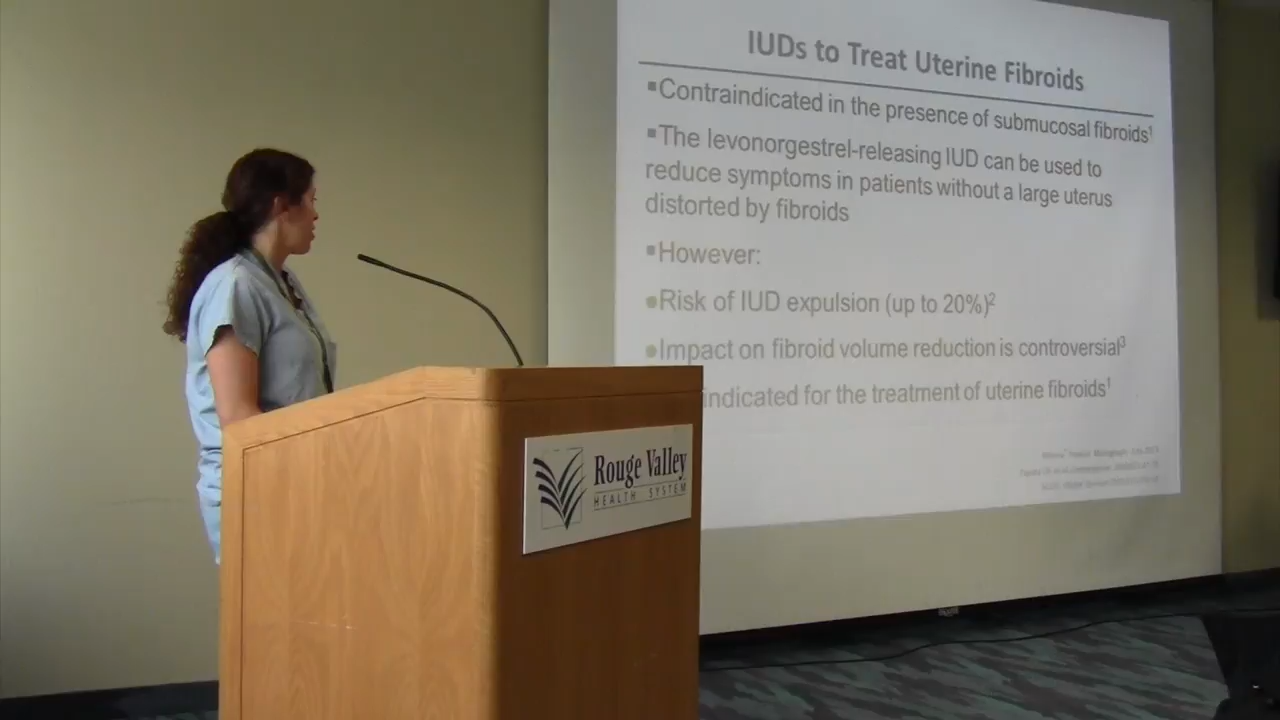 IUDs to Treat Uterine Fibroids
▪Contraindicated in the presence of submucosal fibroids¹
▪The levonorgestrel-releasing IUD can be used to
reduce symptoms in patients without a large uterus
distorted by fibroids
▪However:
●Risk of IUD expulsion (up to 20%)²
●Impact on fibroid volume reduction is controversial³
indicated for the treatment of uterine fibroids¹
Rouge Valley
HEALTH SYSTEM